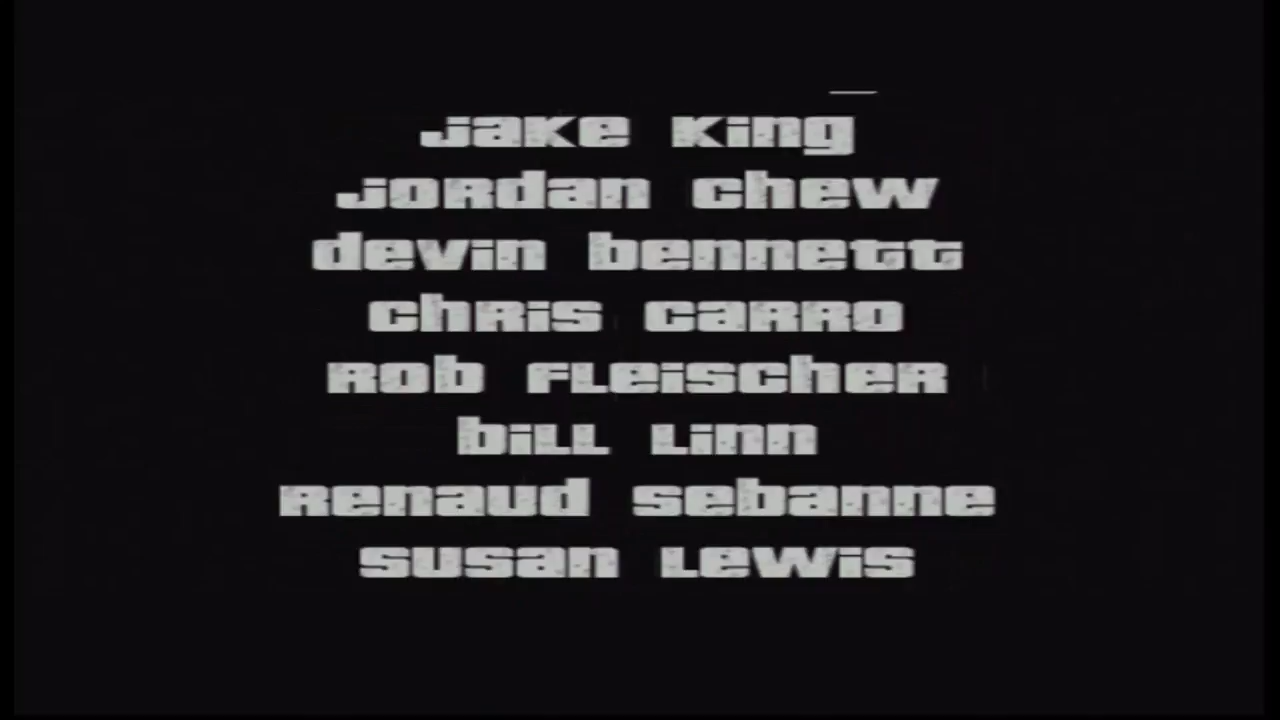 Jake King
Jordan Chew
devin bennett
Chris Carro
Rob Fleischer
bill Linn
Renaud Sebanne
Susan Lewis